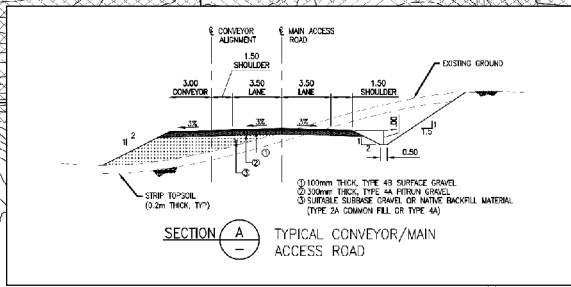 ℄ CONVEYOR
ALIGNMENT
℄ MAIN ACCESS
ROAD
1.50
SHOULDER
3.00
CONVEYOR
3.50
LANE
3.50
LANE
1.50
SHOULDER
EXISTING GROUND
3%
3%
3%
1
2
1.00
1
1.5
1
2
0.50
①
②
③
STRIP TOPSOIL
(0.2m THICK, TYP)
① 100mm THICK, TYPE 4B SURFACE GRAVEL
② 300mm THICK, TYPE 4A PITRUN GRAVEL
③ SUITABLE SUBBASE GRAVEL OR NATIVE BACKFILL MATERIAL
(TYPE 2A COMMON FILL OR TYPE 4A)
SECTION A
–
TYPICAL CONVEYOR/MAIN
ACCESS ROAD